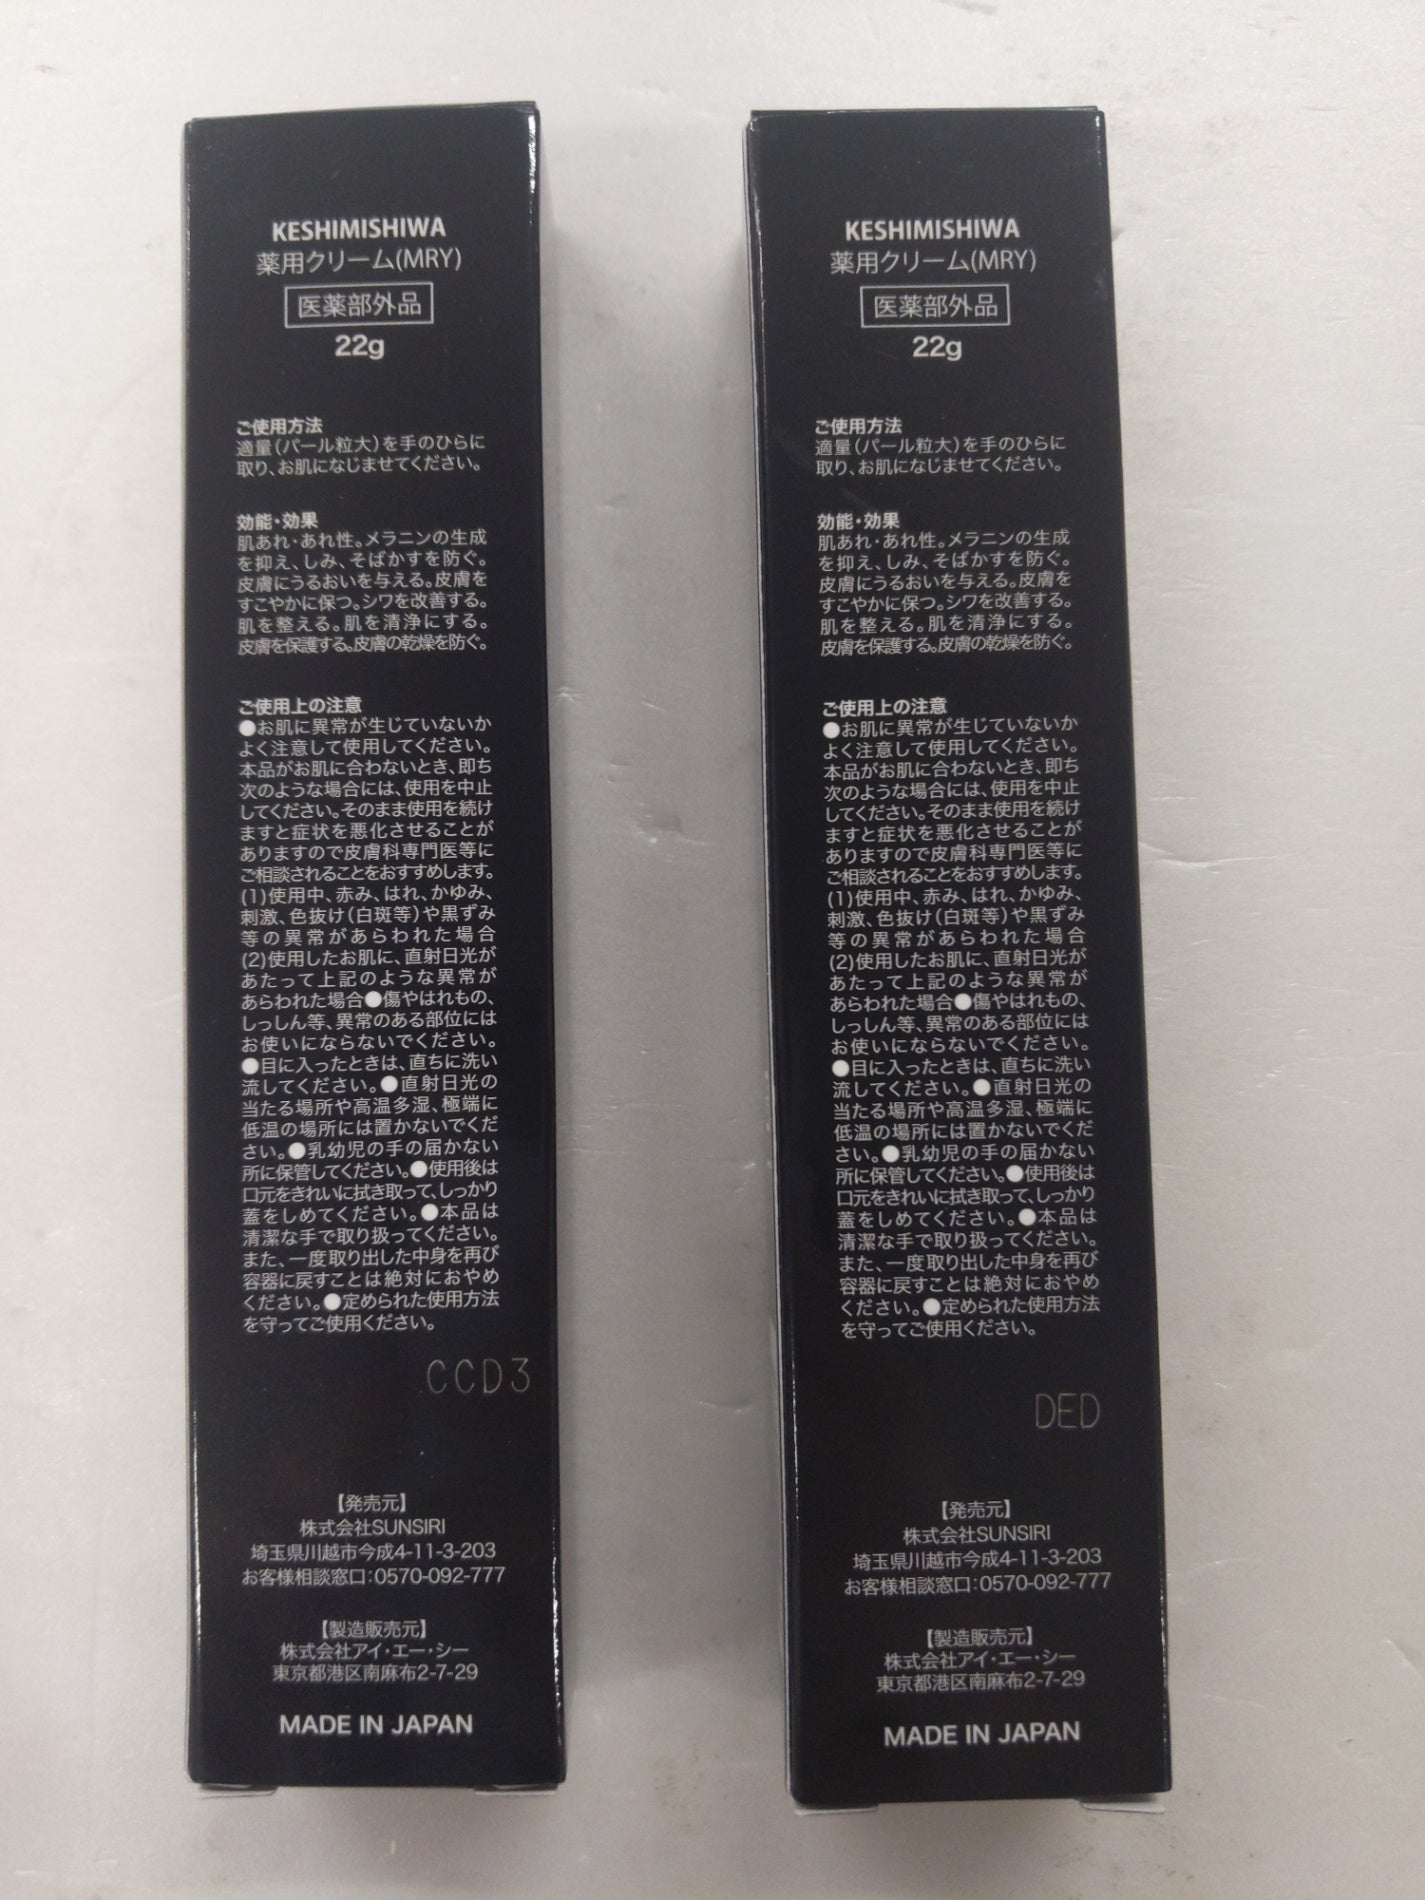 KESHIMISHIWA
薬用クリーム(MRY)
医薬部外品
22g
ご使用方法
適量(パール粒大)を手のひらに
取り、お肌になじませてください。
効能・効果
肌あれ・あれ性。メラニンの生成
を抑え、しみ、そばかすを防ぐ。
皮膚にうるおいを与える。皮膚を
すこやかに保つ。シワを改善する。
肌を整える。肌を清浄にする。
皮膚を保護する。皮膚の乾燥を防ぐ。
ご使用上の注意
●お肌に異常が生じていないか
よく注意して使用してください。
本品がお肌に合わないとき、即ち
次のような場合には、使用を中止
してください。そのまま使用を続け
ますと症状を悪化させることが
ありますので皮膚科専門医等に
ご相談されることをおすすめします。
(1)使用中、赤み、はれ、かゆみ、
刺激、色抜け(白斑等)や黒ずみ
等の異常があらわれた場合
(2)使用したお肌に、直射日光が
あたって上記のような異常が
あらわれた場合●傷やはれもの、
しっしん等、異常のある部位には
お使いにならないでください。
●目に入ったときは、直ちに洗い
流してください。●直射日光の
当たる場所や高温多湿、極端に
低温の場所には置かないでくだ
さい。●乳幼児の手の届かない
所に保管してください。●使用後は
口元をきれいに拭き取って、しっかり
蓋をしめてください。●本品は
清潔な手で取り扱ってください。
また、一度取り出した中身を再び
容器に戻すことは絶対におやめ
ください。●定められた使用方法
を守ってご使用ください。
CCD3
【発売元】
株式会社SUNSIRI
埼玉県川越市今成4-11-3-203
お客様相談窓口:0570-092-777
【製造販売元】
株式会社アイ・エー・シー
東京都港区南麻布2-7-29
MADE IN JAPAN
KESHIMISHIWA
薬用クリーム(MRY)
医薬部外品
22g
ご使用方法
適量(パール粒大)を手のひらに
取り、お肌になじませてください。
効能・効果
肌あれ・あれ性。メラニンの生成
を抑え、しみ、そばかすを防ぐ。
皮膚にうるおいを与える。皮膚を
すこやかに保つ。シワを改善する。
肌を整える。肌を清浄にする。
皮膚を保護する。皮膚の乾燥を防ぐ。
ご使用上の注意
●お肌に異常が生じていないか
よく注意して使用してください。
本品がお肌に合わないとき、即ち
次のような場合には、使用を中止
してください。そのまま使用を続け
ますと症状を悪化させることが
ありますので皮膚科専門医等に
ご相談されることをおすすめします。
(1)使用中、赤み、はれ、かゆみ、
刺激、色抜け(白斑等)や黒ずみ
等の異常があらわれた場合
(2)使用したお肌に、直射日光が
あたって上記のような異常が
あらわれた場合●傷やはれもの、
しっしん等、異常のある部位には
お使いにならないでください。
●目に入ったときは、直ちに洗い
流してください。●直射日光の
当たる場所や高温多湿、極端に
低温の場所には置かないでくだ
さい。●乳幼児の手の届かない
所に保管してください。●使用後は
口元をきれいに拭き取って、しっかり
蓋をしめてください。●本品は
清潔な手で取り扱ってください。
また、一度取り出した中身を再び
容器に戻すことは絶対におやめ
ください。●定められた使用方法
を守ってご使用ください。
DED
【発売元】
株式会社SUNSIRI
埼玉県川越市今成4-11-3-203
お客様相談窓口:0570-092-777
【製造販売元】
株式会社アイ・エー・シー
東京都港区南麻布2-7-29
MADE IN JAPAN